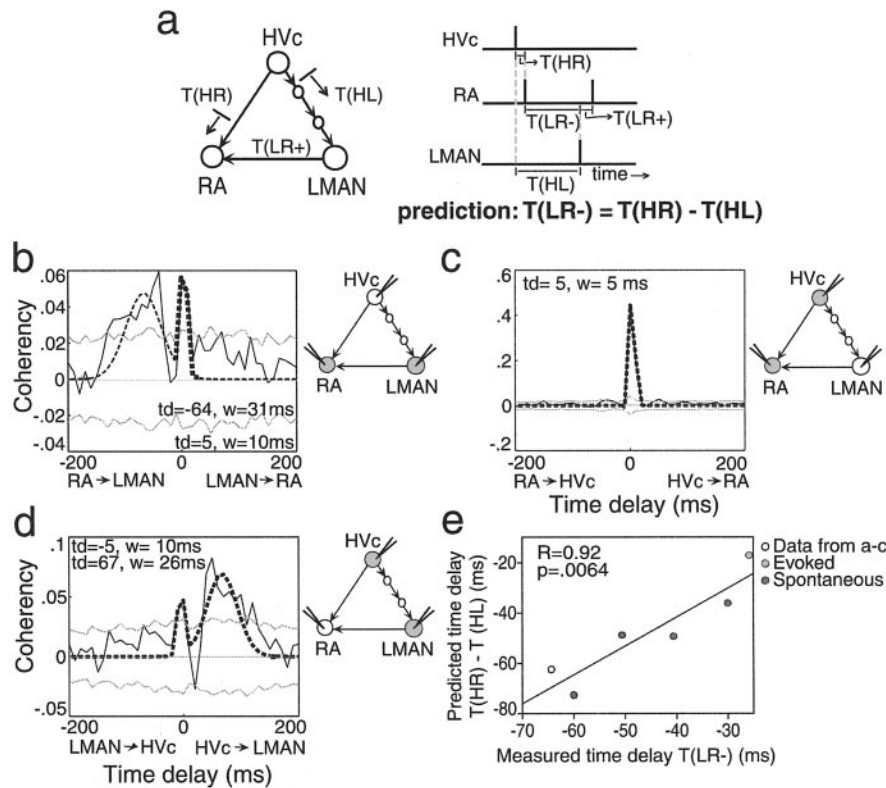 a
HVc
T(HR)
T(HL)
T(LR+)
RA
LMAN
HVc
T(HR)
RA
T(LR-)
T(LR+)
LMAN
T(HL)
time→
prediction: T(LR-) = T(HR) - T(HL)
b
Coherency
.06
.04
.02
0
-.02
-.04
td=-64, w=31ms
td=5, w=10ms
-200
0
200
RA→LMAN
LMAN→RA
HVc
RA
LMAN
c
Coherency
.6
.4
.2
0
-.2
td= 5, w= 5 ms
-200
0
200
RA→HVc
HVc→RA
Time delay (ms)
HVc
RA
LMAN
d
Coherency
.1
.05
0
-.05
td=-5, w= 10ms
td=67, w= 26ms
-200
0
200
LMAN→HVc
HVc→LMAN
Time delay (ms)
HVc
RA
LMAN
e
Predicted time delay
T(HR) - T (HL) (ms)
-20
-40
-60
-80
R=0.92
p=.0064
-70
-60
-50
-40
-30
Measured time delay T(LR-) (ms)
Data from a-c
Evoked
Spontaneous